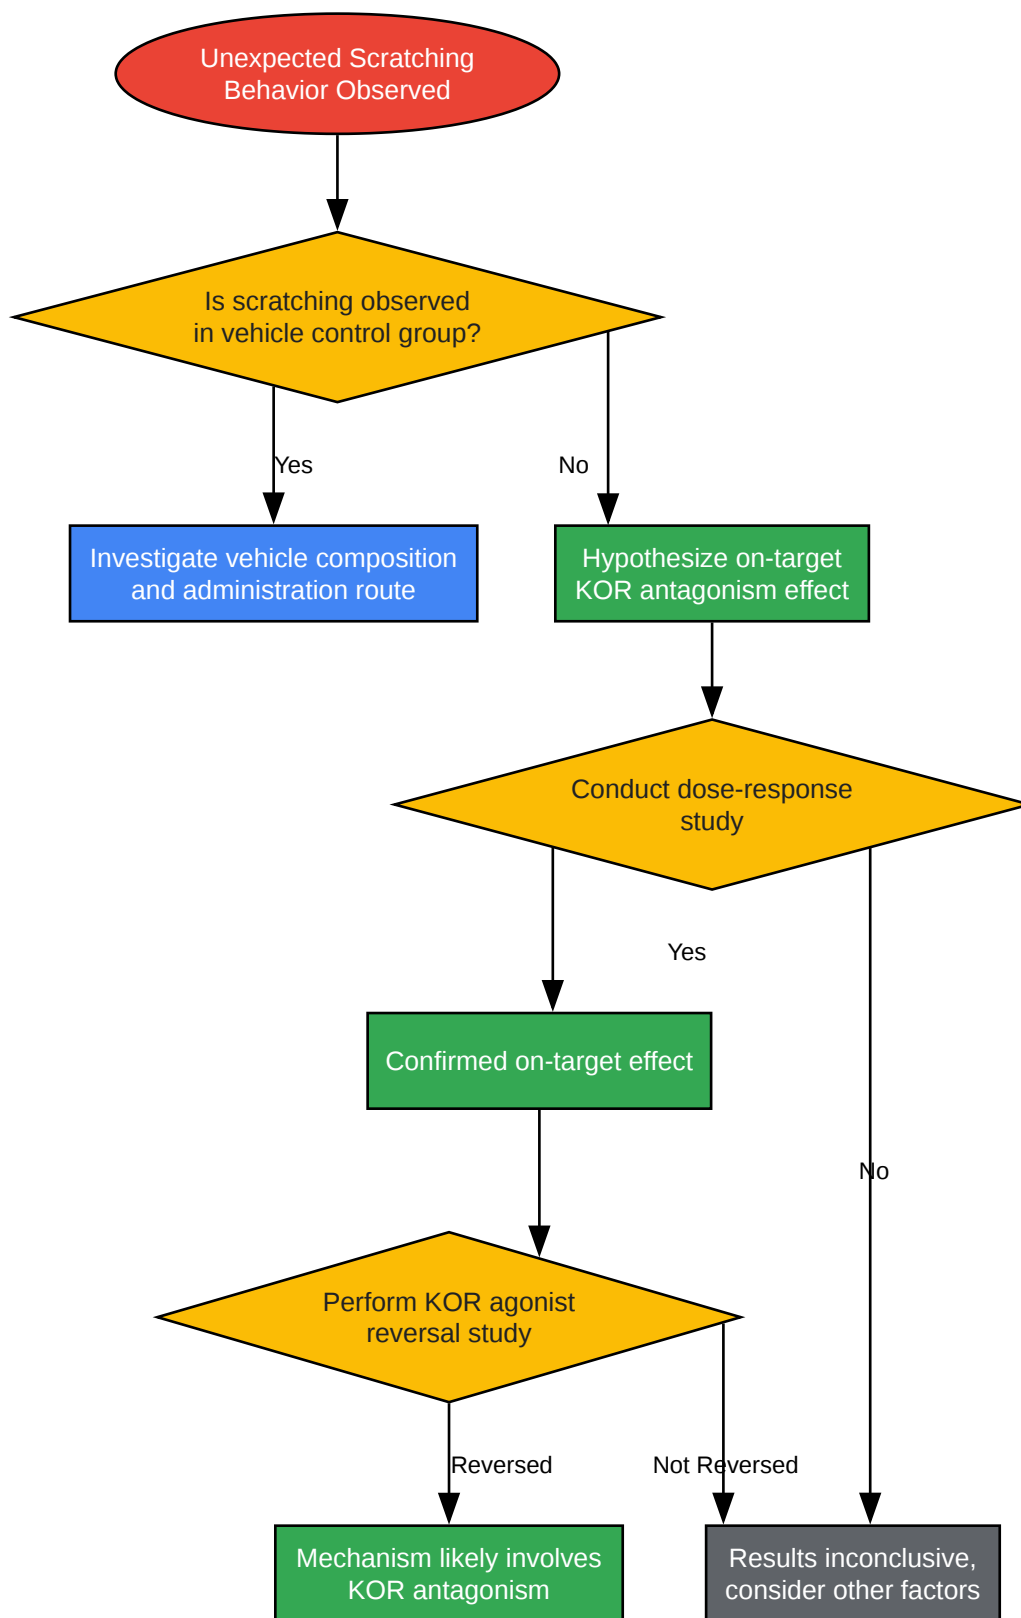 Unexpected Scratching
Behavior Observed
Is scratching observed
in vehicle control group?
Yes
No
Investigate vehicle composition
and administration route
Hypothesize on-target
KOR antagonism effect
Conduct dose-response
study
Yes
Confirmed on-target effect
No
Perform KOR agonist
reversal study
Reversed
Not Reversed
Mechanism likely involves
KOR antagonism
Results inconclusive,
consider other factors